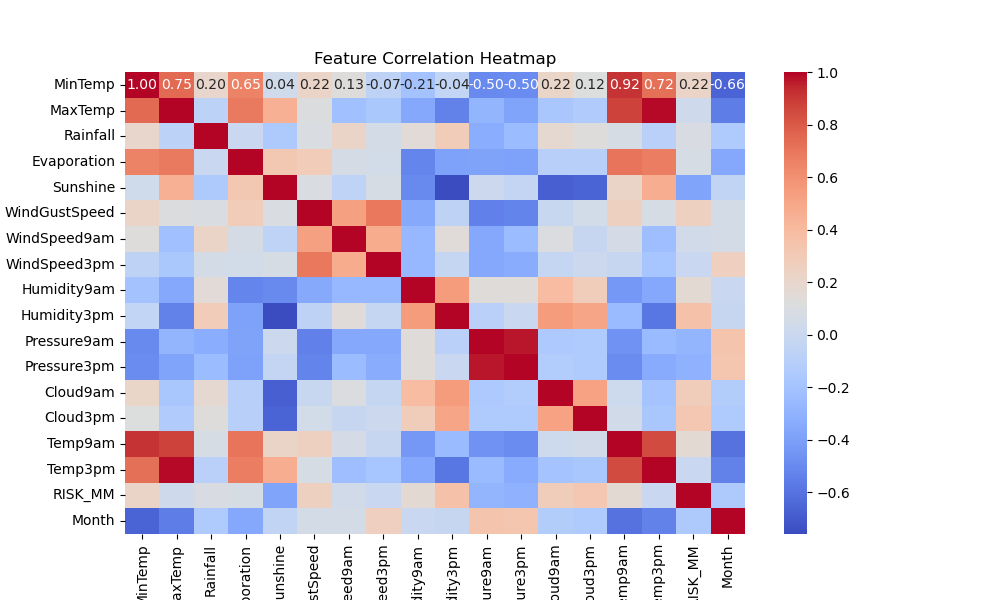 Feature Correlation Heatmap
MinTemp 1.00 0.75 0.20 0.65 0.04 0.22 0.13 -0.07 -0.21 -0.04 -0.50 -0.50 0.22 0.12 0.92 0.72 0.22 -0.66
MaxTemp
Rainfall
Evaporation
Sunshine
WindGustSpeed
WindSpeed9am
WindSpeed3pm
Humidity9am
Humidity3pm
Pressure9am
Pressure3pm
Cloud9am
Cloud3pm
Temp9am
Temp3pm
RISK_MM
Month
MinTemp
axTemp
Rainfall
poration
unshine
stSpeed
eed9am
eed3pm
dity9am
dity3pm
ure9am
ure3pm
oud9am
oud3pm
emp9am
emp3pm
RISK_MM
Month
1.0
0.8
0.6
0.4
0.2
0.0
−0.2
−0.4
−0.6